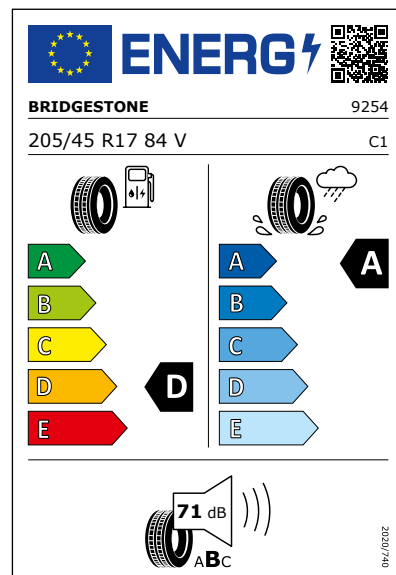 ENERG
BRIDGESTONE 9254
205/45 R17 84 V C1
A A A
B B
C C
D D D
E E
71 dB
ABC
2020/740